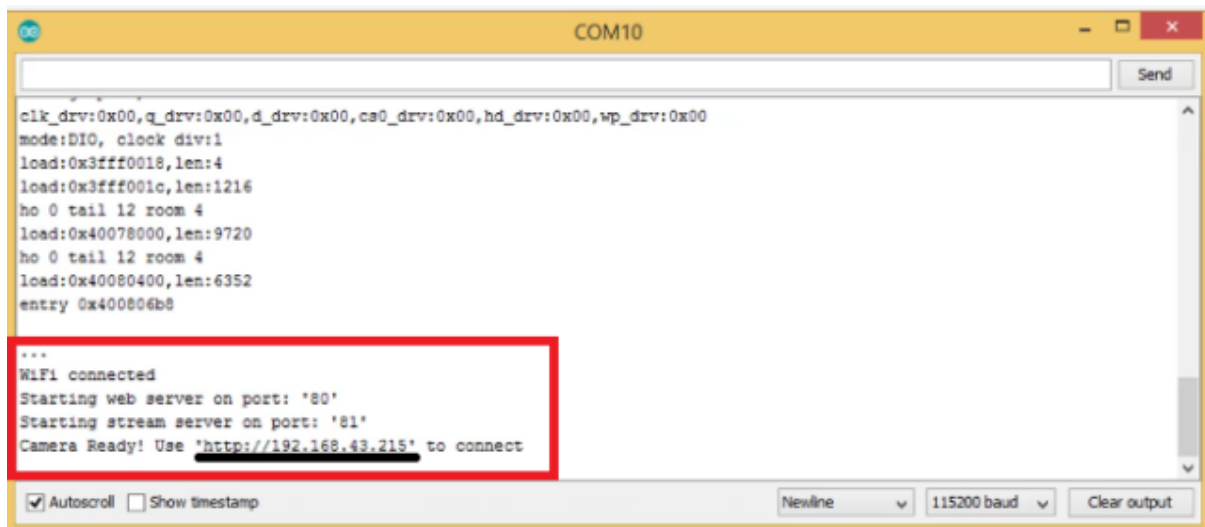 COM10
Send
clk_drv:0x00,q_drv:0x00,d_drv:0x00,cs0_drv:0x00,hd_drv:0x00,wp_drv:0x00
mode:DIO, clock div:1
load:0x3fff0018,len:4
load:0x3fff001c,len:1216
ho 0 tail 12 room 4
load:0x40078000,len:9720
ho 0 tail 12 room 4
load:0x40080400,len:6352
entry 0x400806b8
...
WiFi connected
Starting web server on port: '80'
Starting stream server on port: '81'
Camera Ready! Use 'http://192.168.43.215' to connect
Autoscroll Show timestamp Newline 115200 baud Clear output